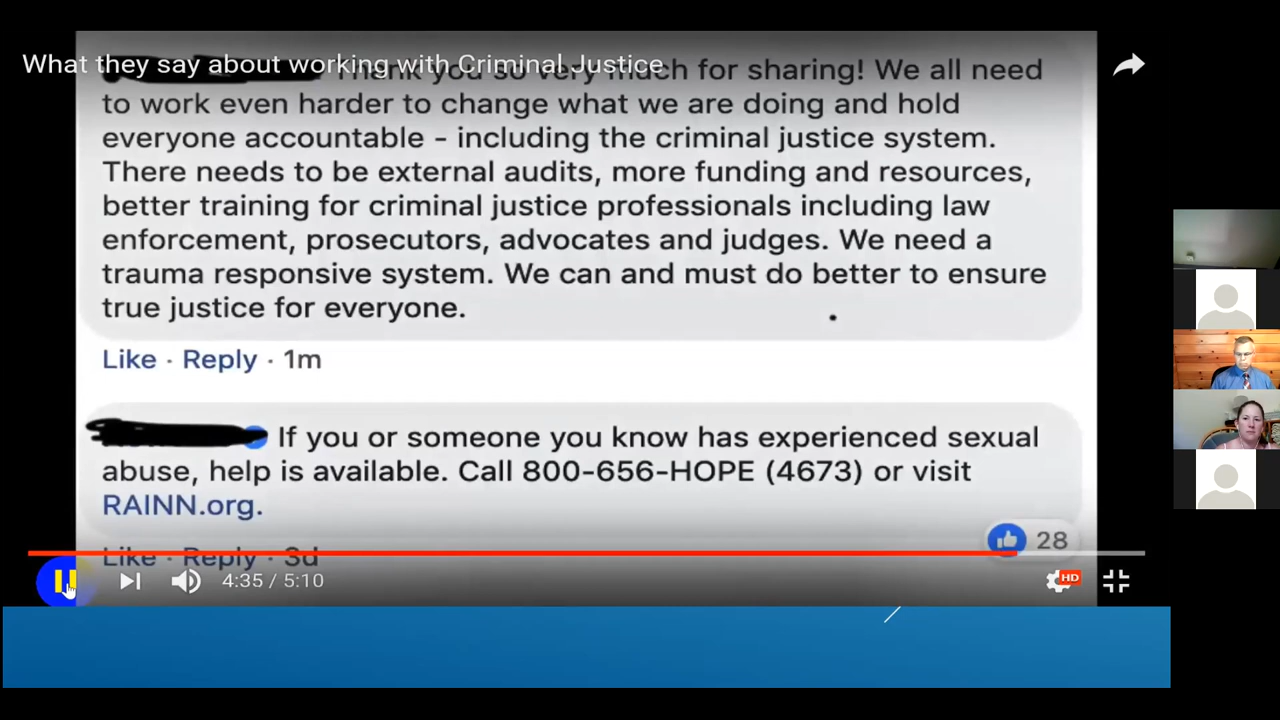 What they say about working with Criminal Justice
Thank you so very much for sharing! We all need
to work even harder to change what we are doing and hold
everyone accountable - including the criminal justice system.
There needs to be external audits, more funding and resources,
better training for criminal justice professionals including law
enforcement, prosecutors, advocates and judges. We need a
trauma responsive system. We can and must do better to ensure
true justice for everyone.
Like · Reply · 1m
If you or someone you know has experienced sexual
abuse, help is available. Call 800-656-HOPE (4673) or visit
RAINN.org.
28
Like · Reply · 3d
4:35 / 5:10
HD